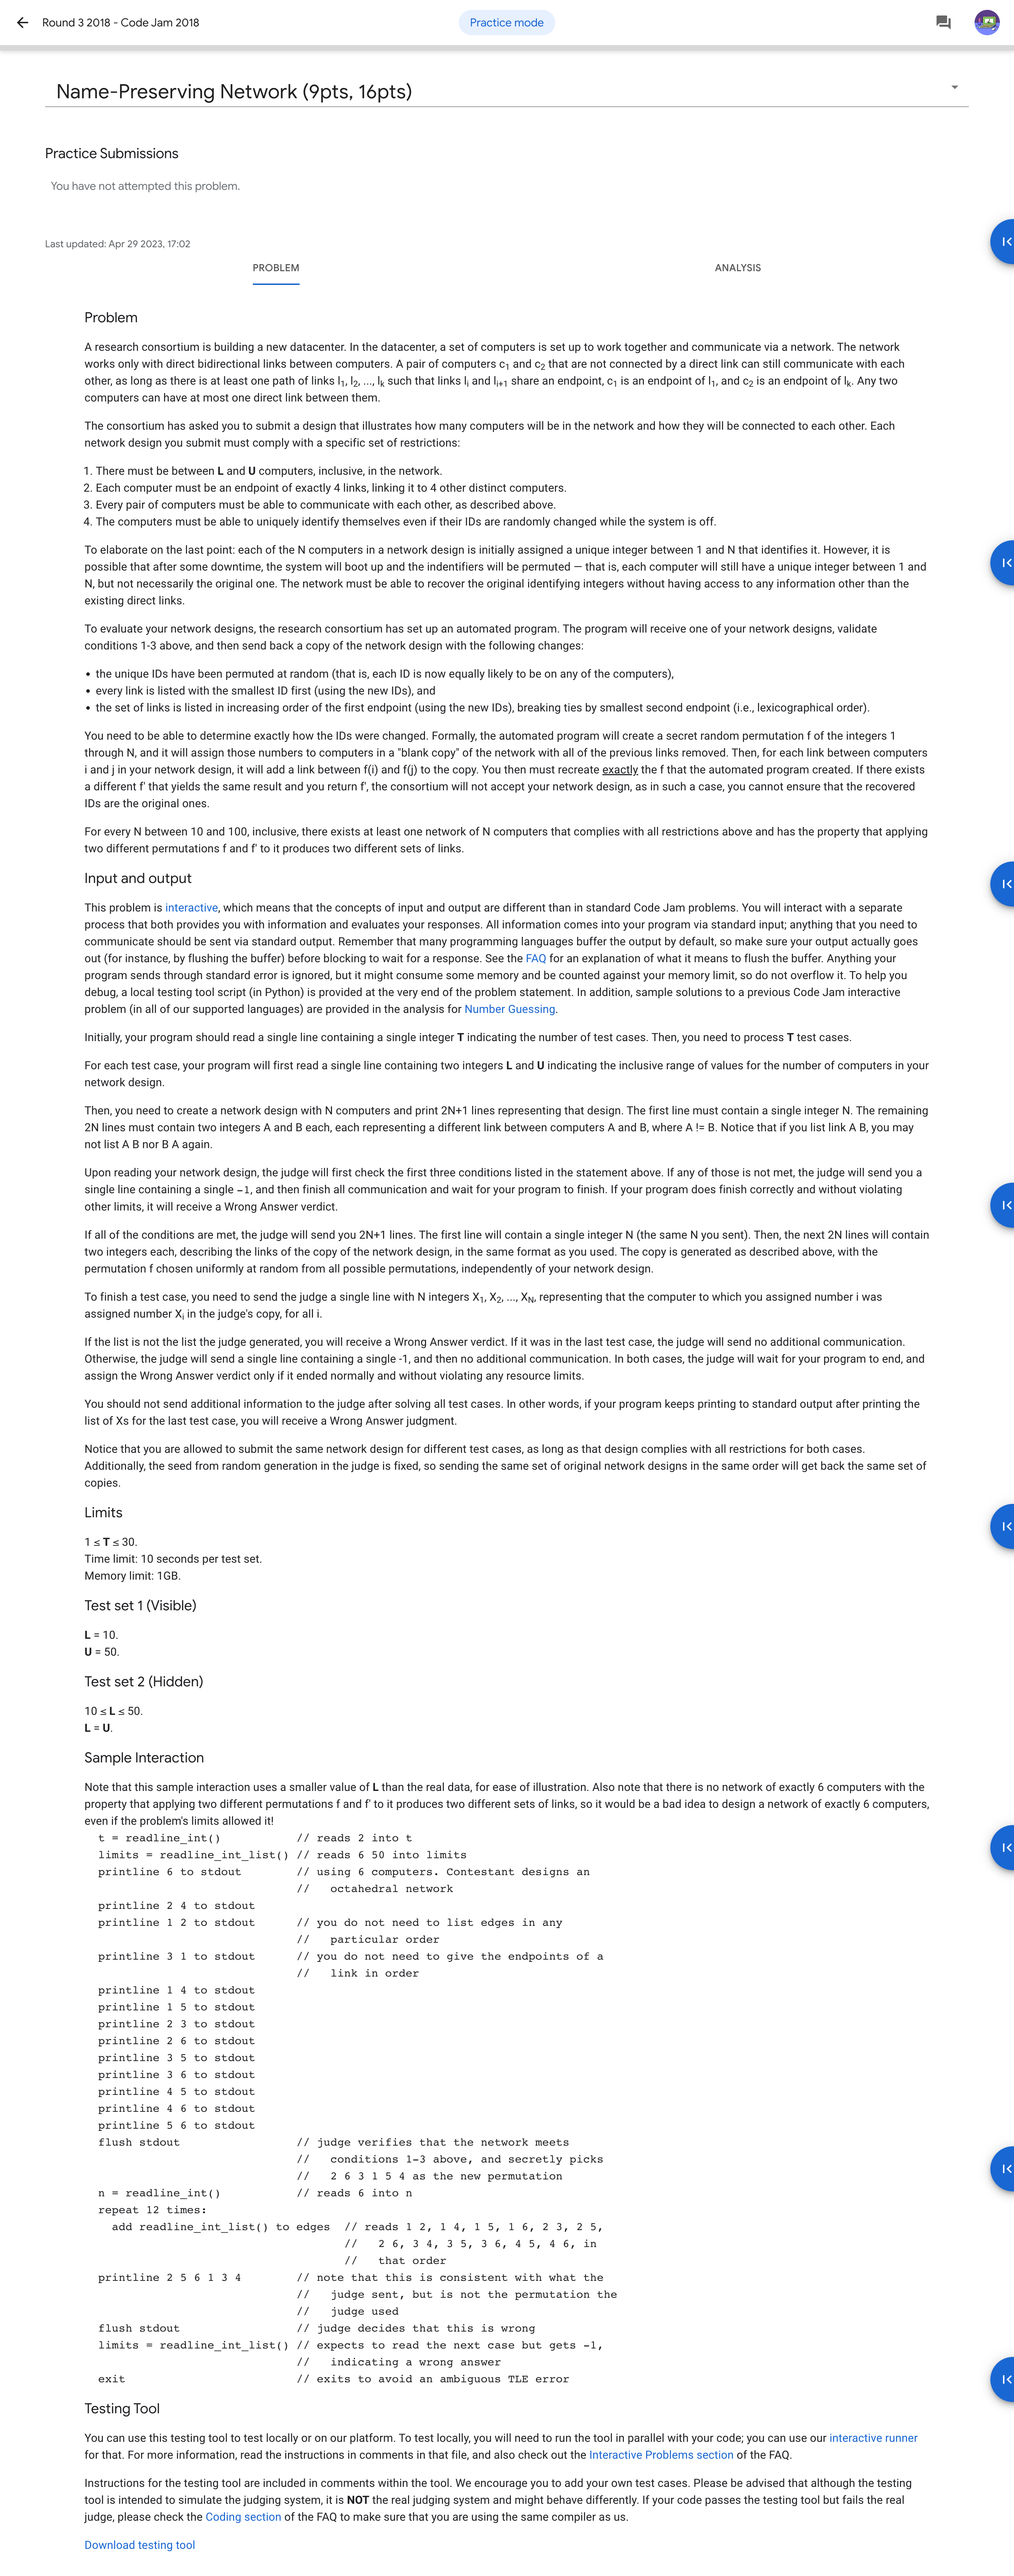 Round 3 2018 - Code Jam 2018
Practice mode
Name-Preserving Network (9pts, 16pts)
Practice Submissions
You have not attempted this problem.
Last updated: Apr 29 2023, 17:02
PROBLEM
ANALYSIS
Problem
A research consortium is building a new datacenter. In the datacenter, a set of computers is set up to work together and communicate via a network. The network
works only with direct bidirectional links between computers. A pair of computers c1 and c2 that are not connected by a direct link can still communicate with each
other, as long as there is at least one path of links l1, l2, ..., lk such that links li and li+1 share an endpoint, c1 is an endpoint of l1, and c2 is an endpoint of lk. Any two
computers can have at most one direct link between them.
The consortium has asked you to submit a design that illustrates how many computers will be in the network and how they will be connected to each other. Each
network design you submit must comply with a specific set of restrictions:
1. There must be between L and U computers, inclusive, in the network.
2. Each computer must be an endpoint of exactly 4 links, linking it to 4 other distinct computers.
3. Every pair of computers must be able to communicate with each other, as described above.
4. The computers must be able to uniquely identify themselves even if their IDs are randomly changed while the system is off.
To elaborate on the last point: each of the N computers in a network design is initially assigned a unique integer between 1 and N that identifies it. However, it is
possible that after some downtime, the system will boot up and the indentifiers will be permuted — that is, each computer will still have a unique integer between 1 and
N, but not necessarily the original one. The network must be able to recover the original identifying integers without having access to any information other than the
existing direct links.
To evaluate your network designs, the research consortium has set up an automated program. The program will receive one of your network designs, validate
conditions 1-3 above, and then send back a copy of the network design with the following changes:
• the unique IDs have been permuted at random (that is, each ID is now equally likely to be on any of the computers),
• every link is listed with the smallest ID first (using the new IDs), and
• the set of links is listed in increasing order of the first endpoint (using the new IDs), breaking ties by smallest second endpoint (i.e., lexicographical order).
You need to be able to determine exactly how the IDs were changed. Formally, the automated program will create a secret random permutation f of the integers 1
through N, and it will assign those numbers to computers in a "blank copy" of the network with all of the previous links removed. Then, for each link between computers
i and j in your network design, it will add a link between f(i) and f(j) to the copy. You then must recreate exactly the f that the automated program created. If there exists
a different f' that yields the same result and you return f', the consortium will not accept your network design, as in such a case, you cannot ensure that the recovered
IDs are the original ones.
For every N between 10 and 100, inclusive, there exists at least one network of N computers that complies with all restrictions above and has the property that applying
two different permutations f and f' to it produces two different sets of links.
Input and output
This problem is interactive, which means that the concepts of input and output are different than in standard Code Jam problems. You will interact with a separate
process that both provides you with information and evaluates your responses. All information comes into your program via standard input; anything that you need to
communicate should be sent via standard output. Remember that many programming languages buffer the output by default, so make sure your output actually goes
out (for instance, by flushing the buffer) before blocking to wait for a response. See the FAQ for an explanation of what it means to flush the buffer. Anything your
program sends through standard error is ignored, but it might consume some memory and be counted against your memory limit, so do not overflow it. To help you
debug, a local testing tool script (in Python) is provided at the very end of the problem statement. In addition, sample solutions to a previous Code Jam interactive
problem (in all of our supported languages) are provided in the analysis for Number Guessing.
Initially, your program should read a single line containing a single integer T indicating the number of test cases. Then, you need to process T test cases.
For each test case, your program will first read a single line containing two integers L and U indicating the inclusive range of values for the number of computers in your
network design.
Then, you need to create a network design with N computers and print 2N+1 lines representing that design. The first line must contain a single integer N. The remaining
2N lines must contain two integers A and B each, each representing a different link between computers A and B, where A != B. Notice that if you list link A B, you may
not list A B nor B A again.
Upon reading your network design, the judge will first check the first three conditions listed in the statement above. If any of those is not met, the judge will send you a
single line containing a single -1, and then finish all communication and wait for your program to finish. If your program does finish correctly and without violating
other limits, it will receive a Wrong Answer verdict.
If all of the conditions are met, the judge will send you 2N+1 lines. The first line will contain a single integer N (the same N you sent). Then, the next 2N lines will contain
two integers each, describing the links of the copy of the network design, in the same format as you used. The copy is generated as described above, with the
permutation f chosen uniformly at random from all possible permutations, independently of your network design.
To finish a test case, you need to send the judge a single line with N integers X1, X2, ..., XN, representing that the computer to which you assigned number i was
assigned number Xi in the judge's copy, for all i.
If the list is not the list the judge generated, you will receive a Wrong Answer verdict. If it was in the last test case, the judge will send no additional communication.
Otherwise, the judge will send a single line containing a single -1, and then no additional communication. In both cases, the judge will wait for your program to end, and
assign the Wrong Answer verdict only if it ended normally and without violating any resource limits.
You should not send additional information to the judge after solving all test cases. In other words, if your program keeps printing to standard output after printing the
list of Xs for the last test case, you will receive a Wrong Answer judgment.
Notice that you are allowed to submit the same network design for different test cases, as long as that design complies with all restrictions for both cases.
Additionally, the seed from random generation in the judge is fixed, so sending the same set of original network designs in the same order will get back the same set of
copies.
Limits
1 ≤ T ≤ 30.
Time limit: 10 seconds per test set.
Memory limit: 1GB.
Test set 1 (Visible)
L = 10.
U = 50.
Test set 2 (Hidden)
10 ≤ L ≤ 50.
L = U.
Sample Interaction
Note that this sample interaction uses a smaller value of L than the real data, for ease of illustration. Also note that there is no network of exactly 6 computers with the
property that applying two different permutations f and f' to it produces two different sets of links, so it would be a bad idea to design a network of exactly 6 computers,
even if the problem's limits allowed it!
t = readline_int() // reads 2 into t
limits = readline_int_list() // reads 6 50 into limits
printline 6 to stdout // using 6 computers. Contestant designs an
// octahedral network
printline 2 4 to stdout
printline 1 2 to stdout // you do not need to list edges in any
// particular order
printline 3 1 to stdout // you do not need to give the endpoints of a
// link in order
printline 1 4 to stdout
printline 1 5 to stdout
printline 2 3 to stdout
printline 2 6 to stdout
printline 3 5 to stdout
printline 3 6 to stdout
printline 4 5 to stdout
printline 4 6 to stdout
printline 5 6 to stdout
flush stdout // judge verifies that the network meets
// conditions 1-3 above, and secretly picks
// 2 6 3 1 5 4 as the new permutation
n = readline_int() // reads 6 into n
repeat 12 times:
add readline_int_list() to edges // reads 1 2, 1 4, 1 5, 1 6, 2 3, 2 5,
// 2 6, 3 4, 3 5, 3 6, 4 5, 4 6, in
// that order
printline 2 5 6 1 3 4 // note that this is consistent with what the
// judge sent, but is not the permutation the
// judge used
flush stdout // judge decides that this is wrong
limits = readline_int_list() // expects to read the next case but gets -1,
// indicating a wrong answer
exit // exits to avoid an ambiguous TLE error
Testing Tool
You can use this testing tool to test locally or on our platform. To test locally, you will need to run the tool in parallel with your code; you can use our interactive runner
for that. For more information, read the instructions in comments in that file, and also check out the Interactive Problems section of the FAQ.
Instructions for the testing tool are included in comments within the tool. We encourage you to add your own test cases. Please be advised that although the testing
tool is intended to simulate the judging system, it is NOT the real judging system and might behave differently. If your code passes the testing tool but fails the real
judge, please check the Coding section of the FAQ to make sure that you are using the same compiler as us.
Download testing tool